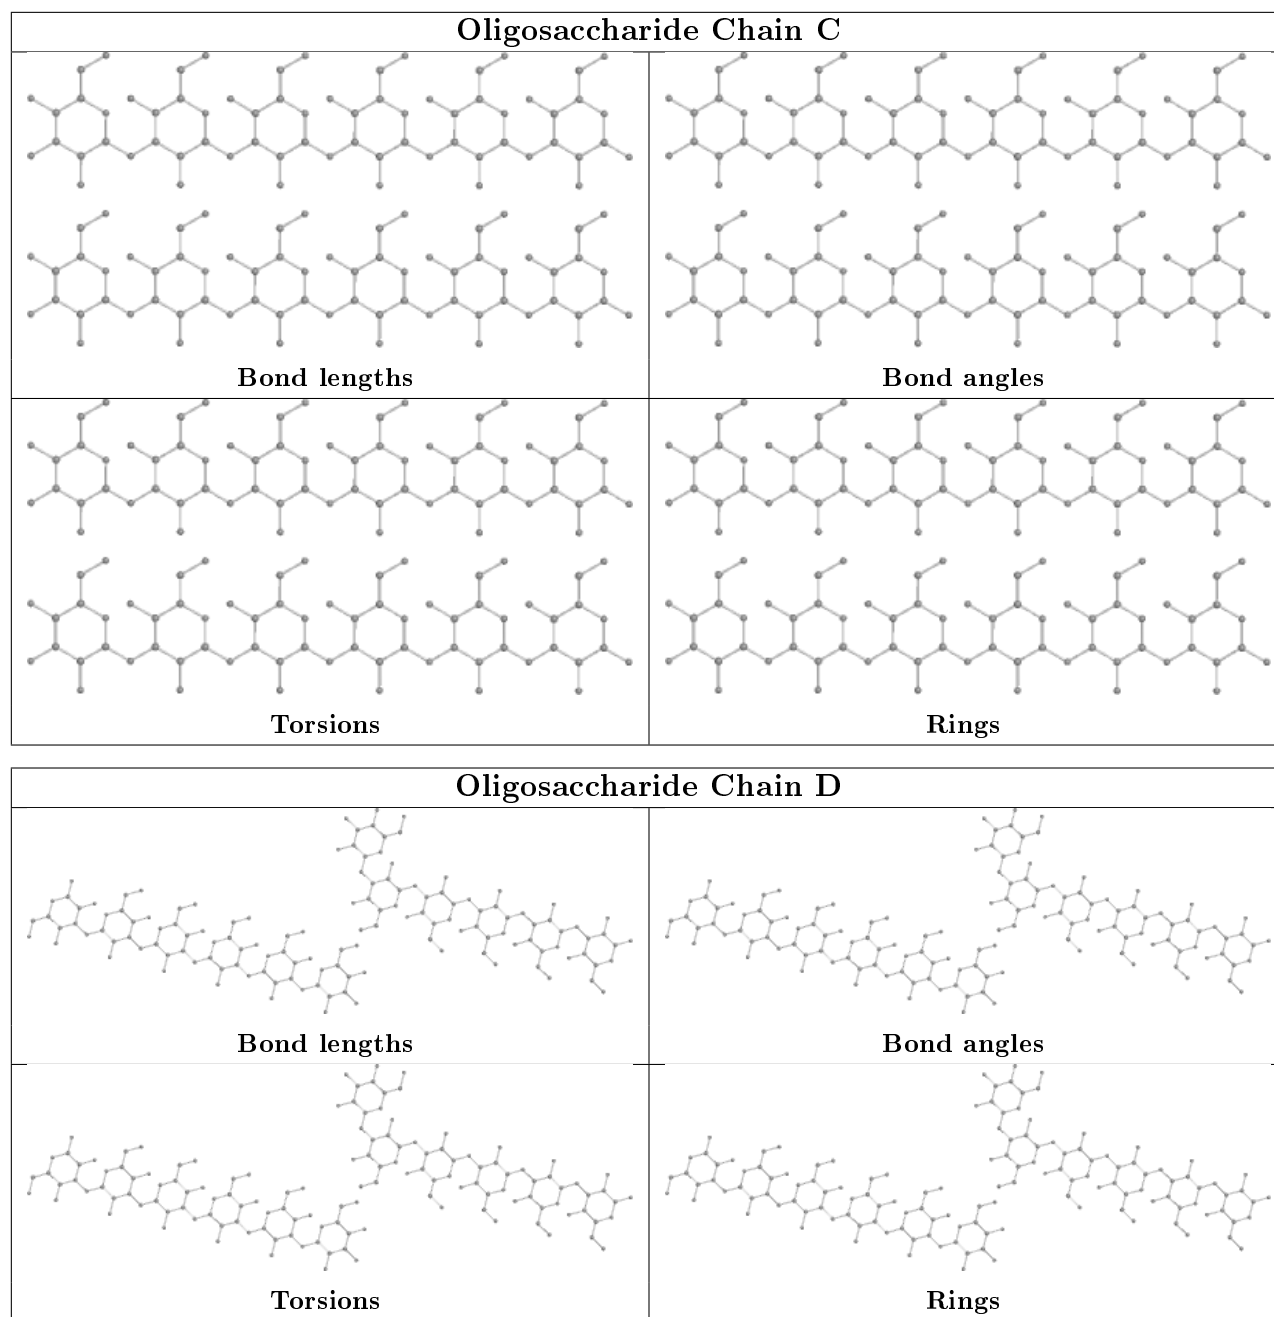 Oligosaccharide Chain C
Bond lengths
Bond angles
Torsions
Rings
Oligosaccharide Chain D
Bond lengths
Bond angles
Torsions
Rings